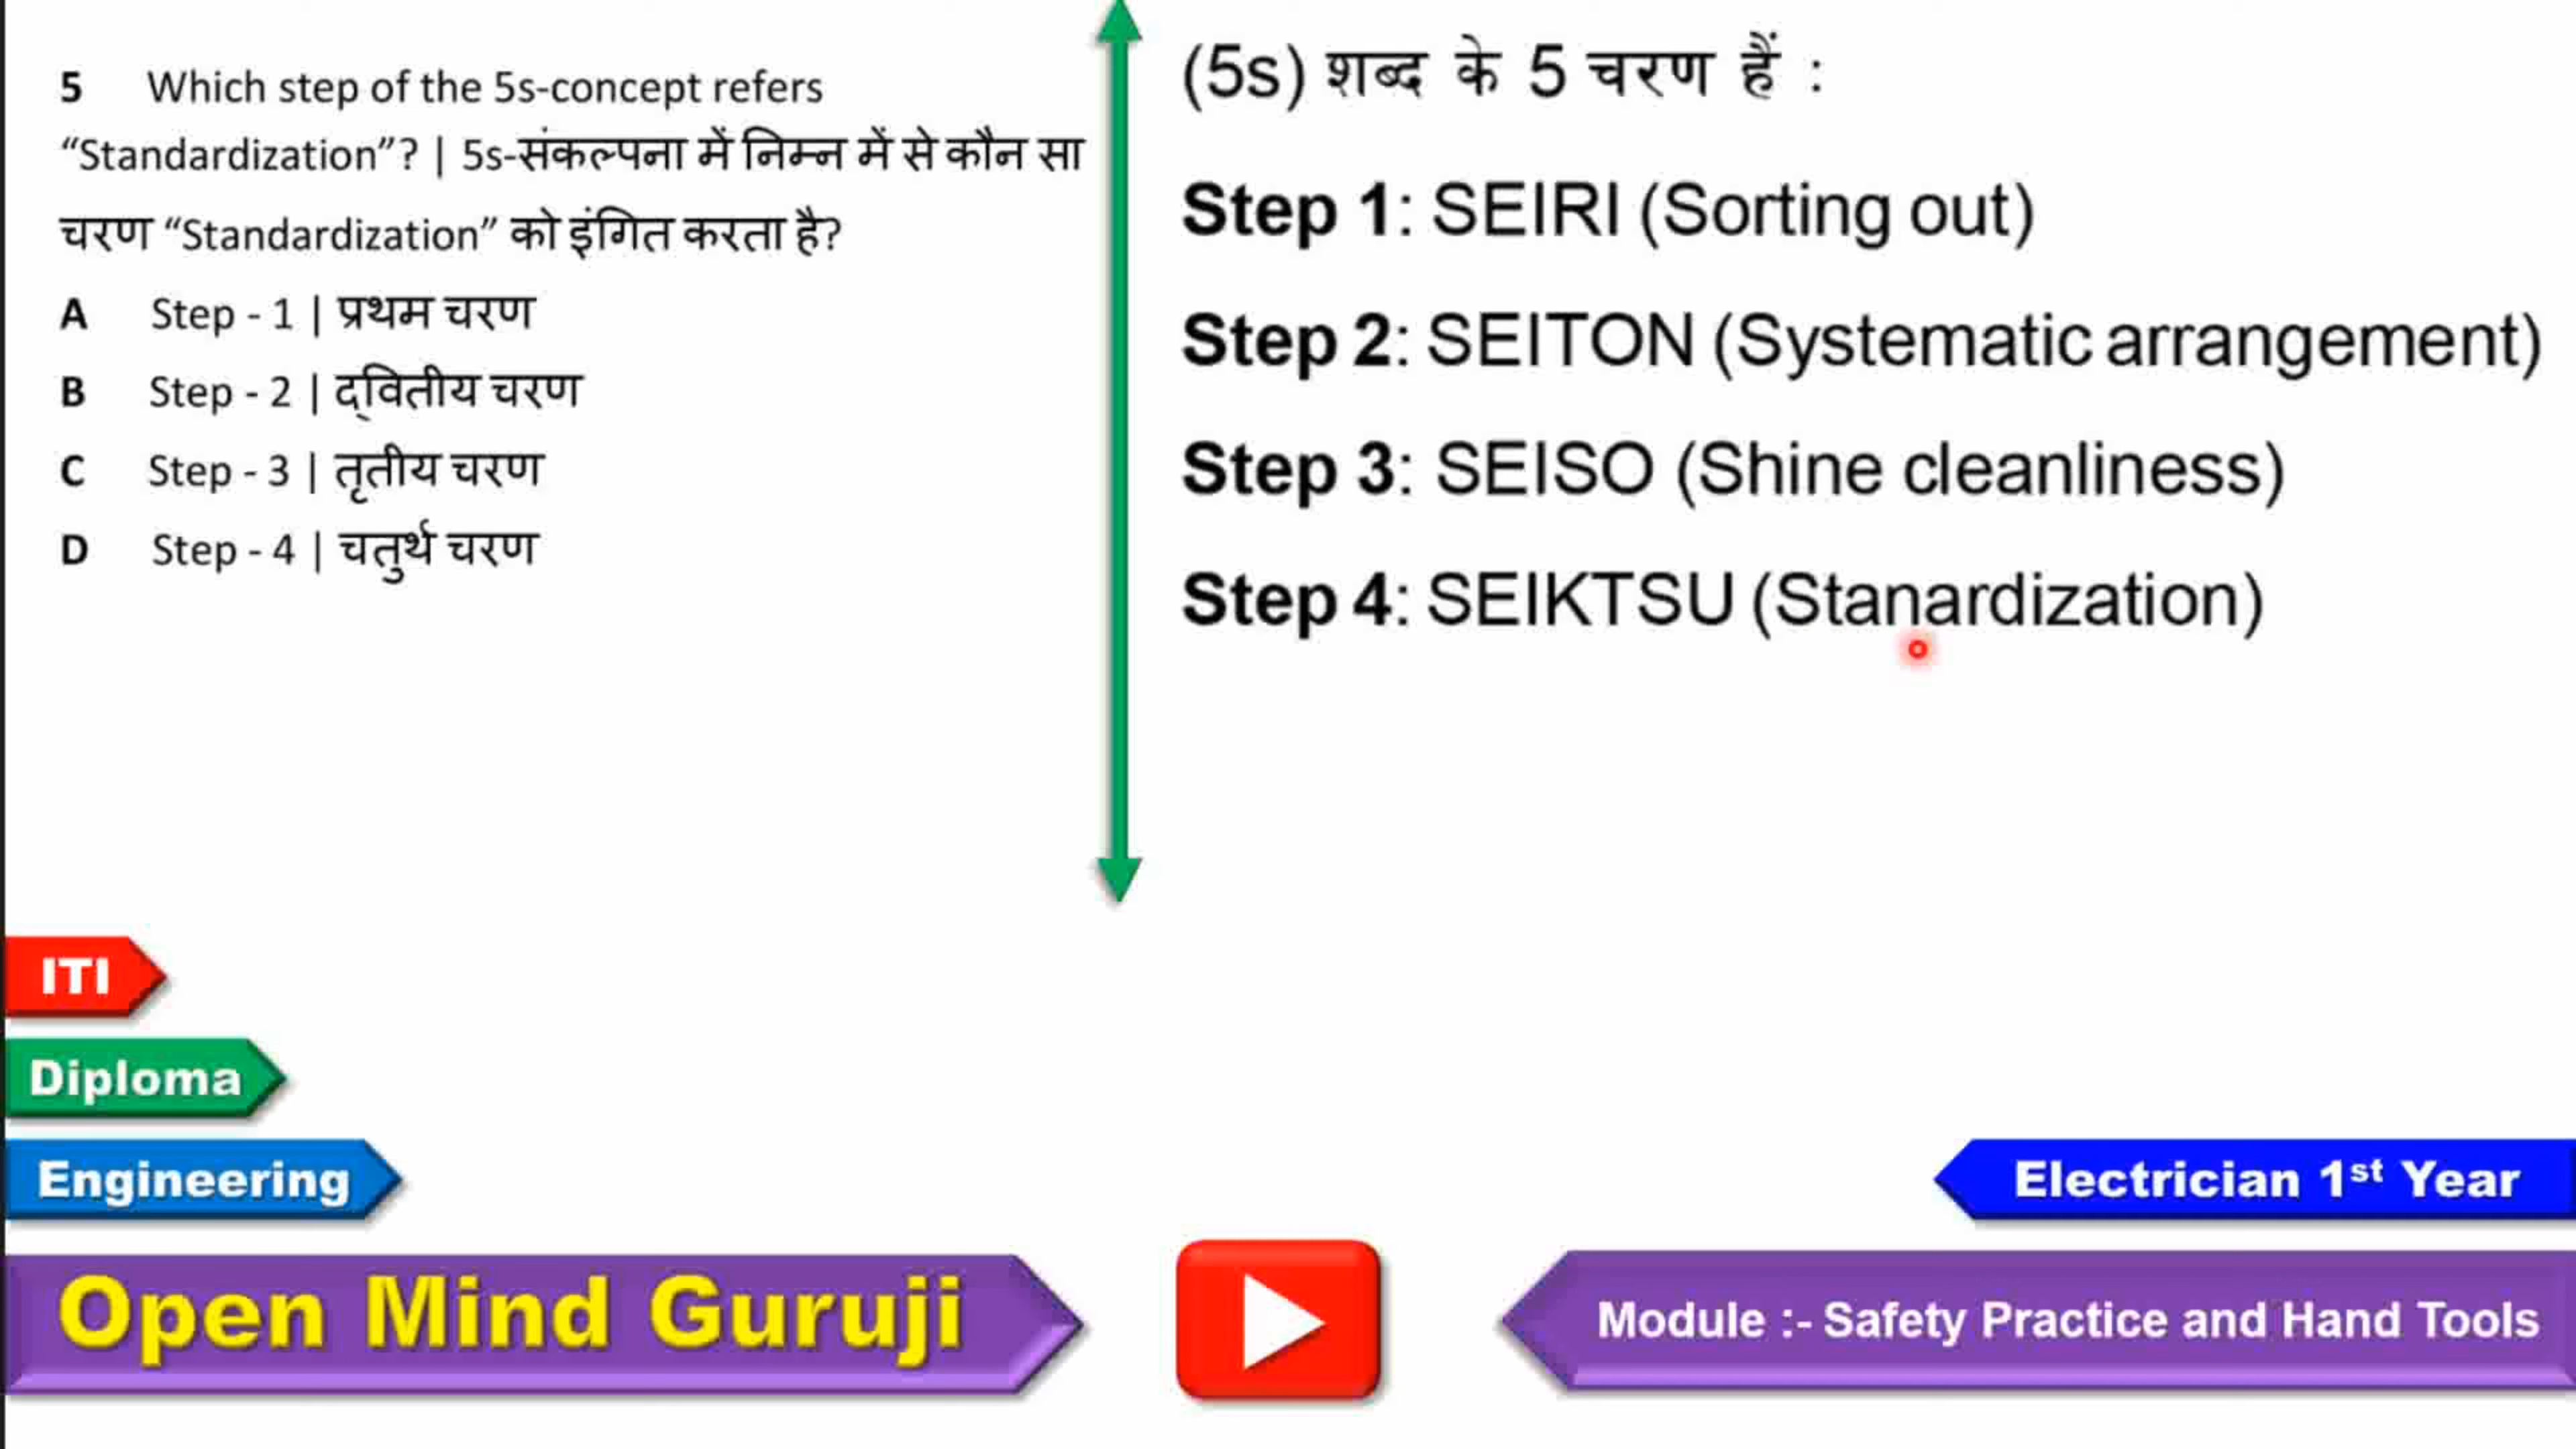 5 Which step of the 5s-concept refers
“Standardization”? | 5s-संकल्पना में निम्न में से कौन सा
चरण “Standardization” को इंगित करता है?
A Step - 1 | प्रथम चरण
B Step - 2 | द्वितीय चरण
C Step - 3 | तृतीय चरण
D Step - 4 | चतुर्थ चरण
(5s) शब्द के 5 चरण हैं :
Step 1: SEIRI (Sorting out)
Step 2: SEITON (Systematic arrangement)
Step 3: SEISO (Shine cleanliness)
Step 4: SEIKTSU (Stanardization)
ITI
Diploma
Engineering
Electrician 1st Year
Open Mind Guruji
Module :- Safety Practice and Hand Tools